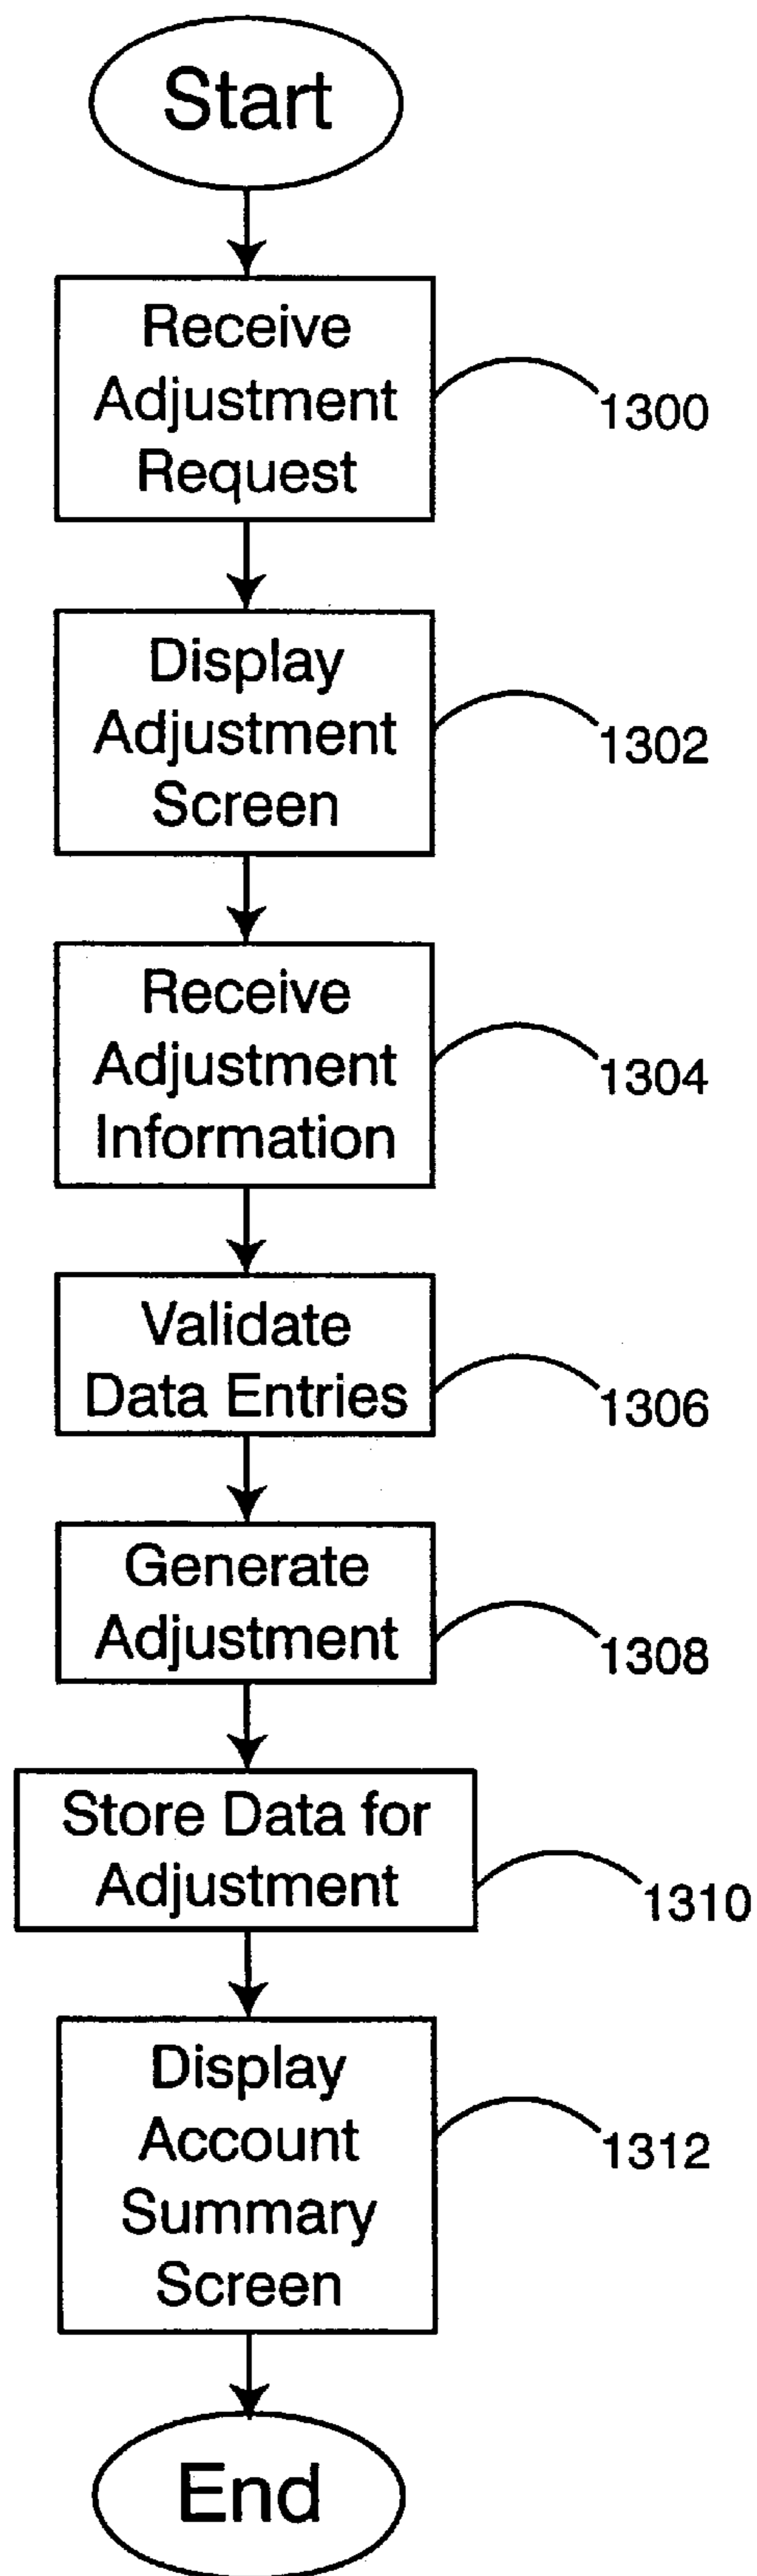 Start
Receive
Adjustment
Request
1300
Display
Adjustment
Screen
1302
Receive
Adjustment
Information
1304
Validate
Data Entries
1306
Generate
Adjustment
1308
Store Data for
Adjustment
1310
Display
Account
Summary
Screen
1312
End